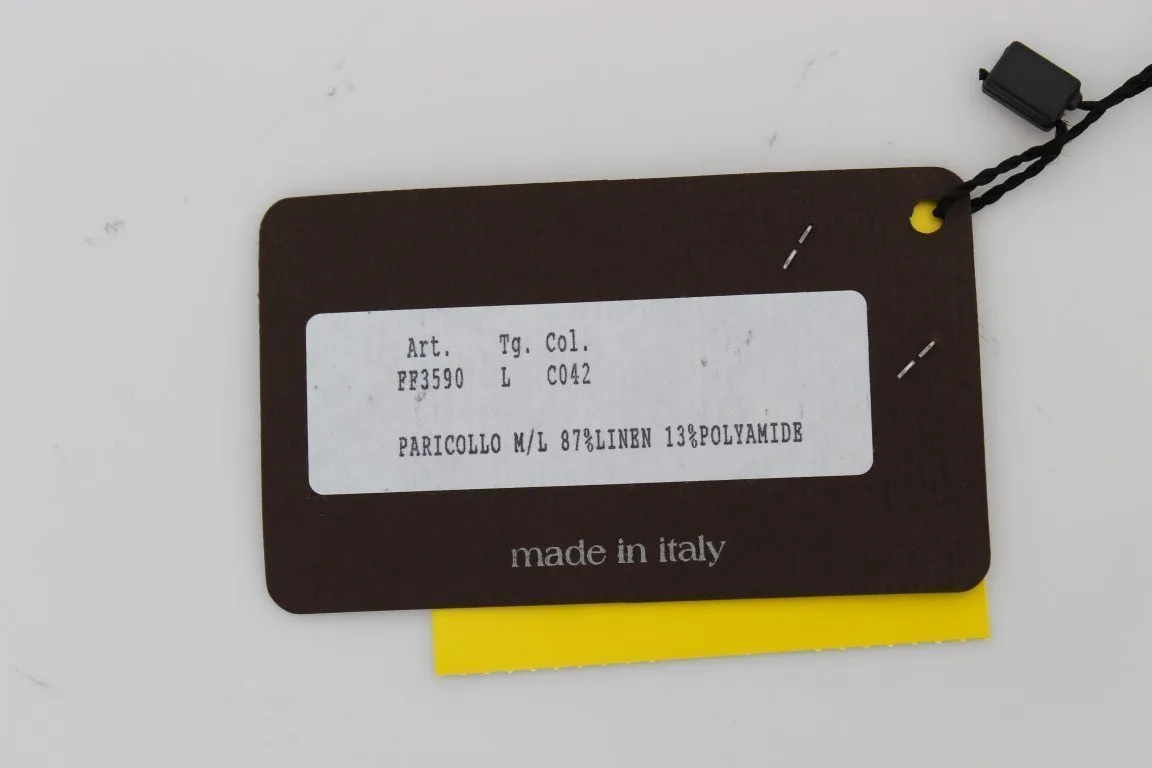 Art. Tg. Col.
FF3590 L C042
PARICOLLO M/L 87%LINEN 13%POLYAMIDE
made in italy